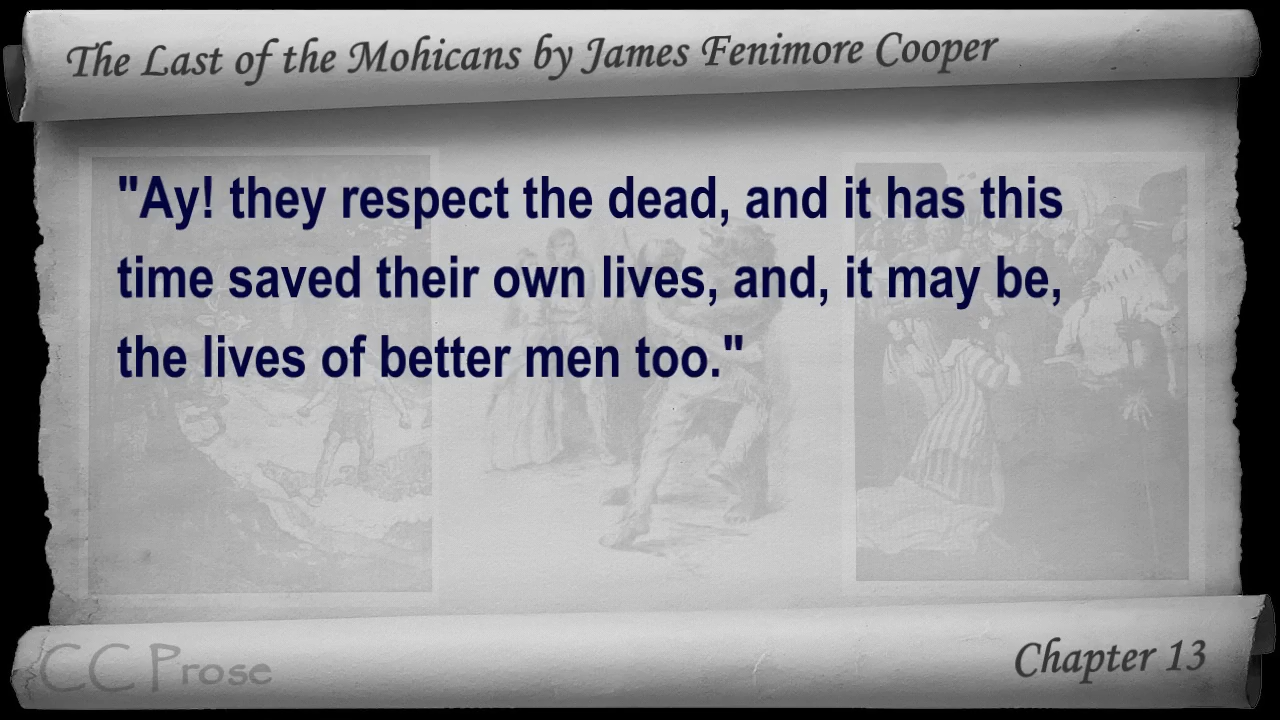 The Last of the Mohicans by James Fenimore Cooper
"Ay! they respect the dead, and it has this
time saved their own lives, and, it may be,
the lives of better men too."
CC Prose
Chapter 13